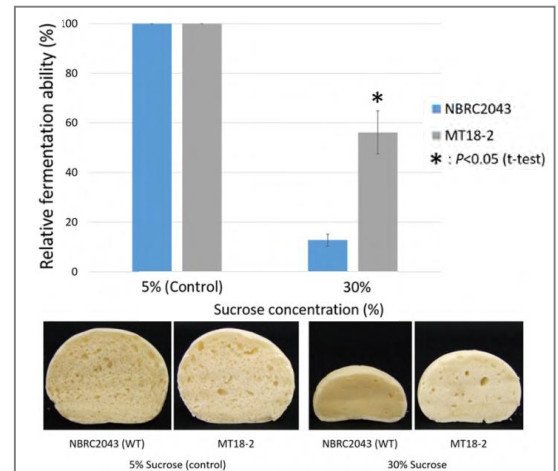 Relative fermentation ability (%)
100
80
60
40
20
0
*
NBRC2043
MT18-2
* : P<0.05 (t-test)
5% (Control)
30%
Sucrose concentration (%)
NBRC2043 (WT)
MT18-2
NBRC2043 (WT)
MT18-2
5% Sucrose (control)
30% Sucrose